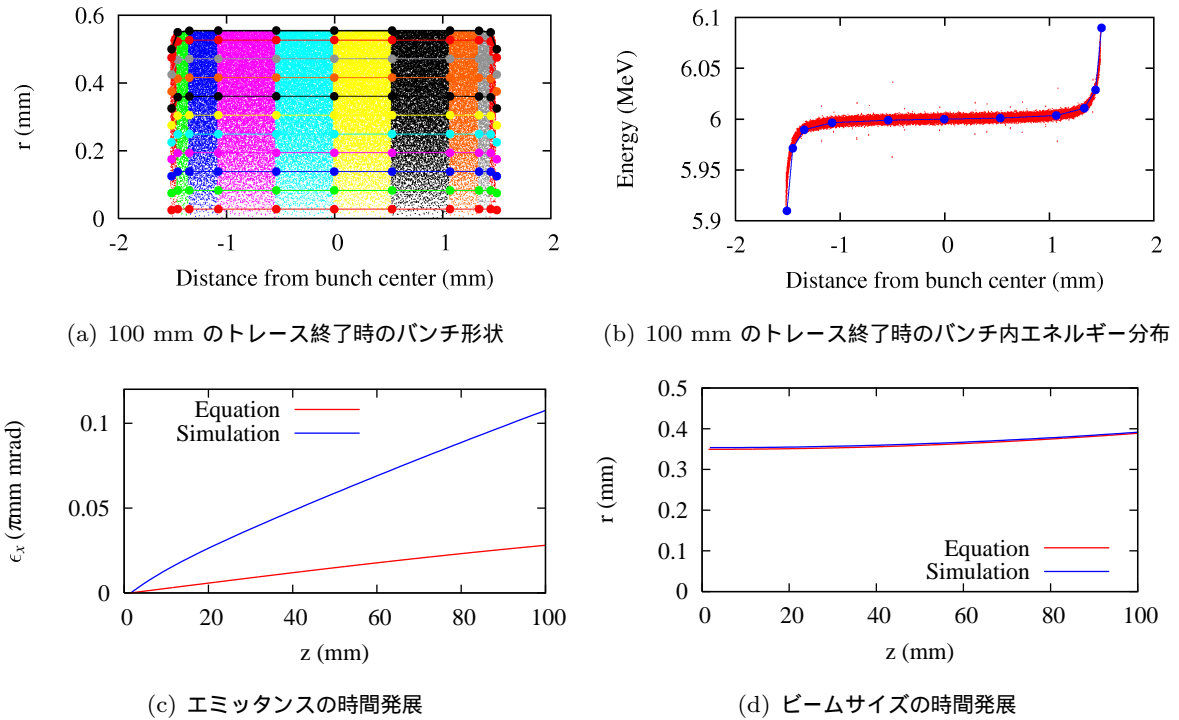 0.6
0.4
0.2
0
r (mm)
-2 -1 0 1 2
Distance from bunch center (mm)
(a) 100 mm のトレース終了時のバンチ形状
6.1
6.05
6
5.95
5.9
Energy (MeV)
-2 -1 0 1 2
Distance from bunch center (mm)
(b) 100 mm のトレース終了時のバンチ内エネルギー分布
0.1
0.05
0
ϵx (πmm mrad)
Equation
Simulation
0 20 40 60 80 100
z (mm)
(c) エミッタンスの時間発展
0.5
0.4
0.3
0.2
0.1
0
r (mm)
Equation
Simulation
0 20 40 60 80 100
z (mm)
(d) ビームサイズの時間発展